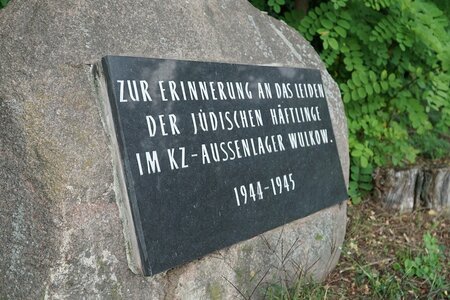 ZUR ERINNERUNG AN DAS LEIDEN
DER JÜDISCHEN HÄFTLINGE
IM KZ-AUSSENLAGER WULKOW.
1944-1945